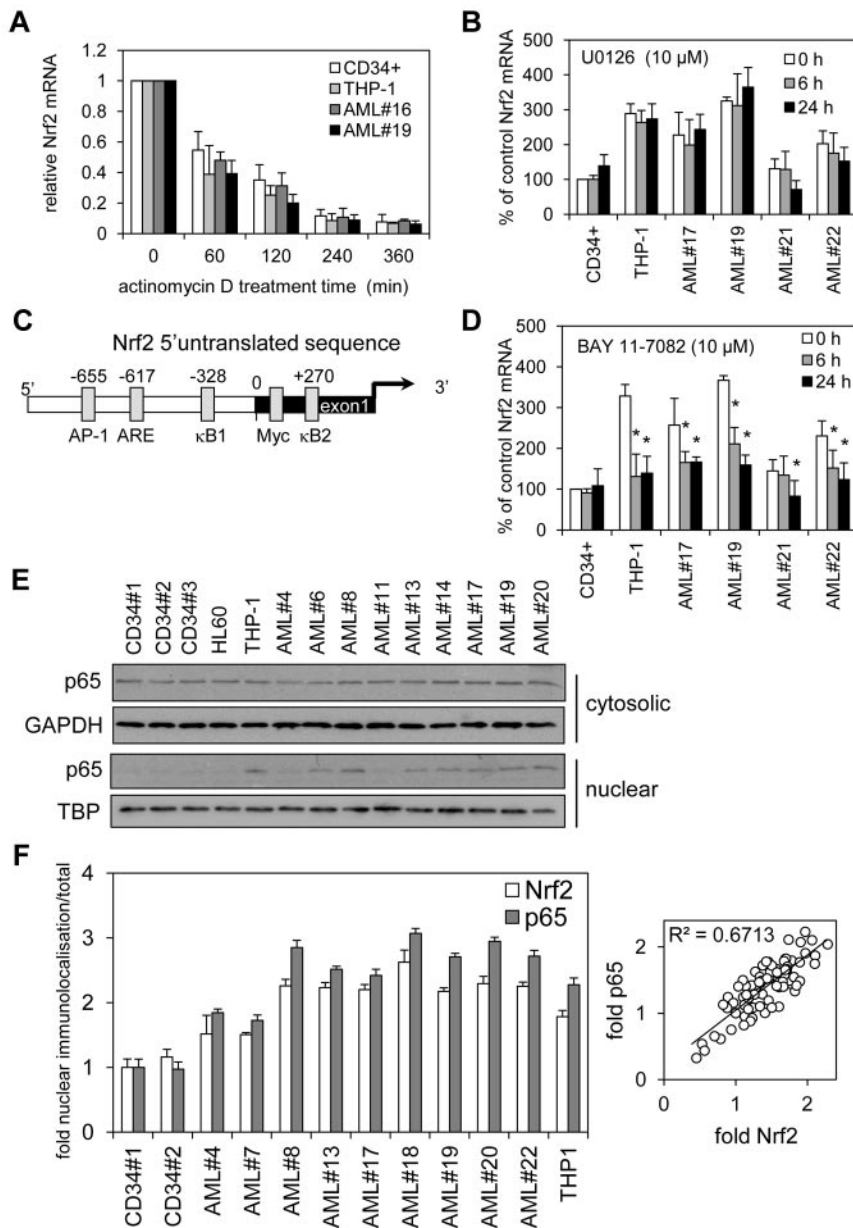 A
relative Nrf2 mRNA
1.2
1
0.8
0.6
0.4
0.2
0
CD34+
THP-1
AML#16
AML#19
0 60 120 240 360
actinomycin D treatment time (min)
B
% of control Nrf2 mRNA
500
400
300
200
100
0
U0126 (10 µM)
0 h
6 h
24 h
CD34+
THP-1
AML#17
AML#19
AML#21
AML#22
C
Nrf2 5'untranslated sequence
5'
-655 -617 -328 0 +270
exon1
3'
AP-1 ARE κB1 Myc κB2
D
% of control Nrf2 mRNA
500
400
300
200
100
0
BAY 11-7082 (10 µM)
0 h
6 h
24 h
* * * * * * * * *
CD34+
THP-1
AML#17
AML#19
AML#21
AML#22
E
CD34#1
CD34#2
CD34#3
HL60
THP-1
AML#4
AML#6
AML#8
AML#11
AML#13
AML#14
AML#17
AML#19
AML#20
p65
GAPDH
cytosolic
p65
TBP
nuclear
F
fold nuclear immunolocalisation/total
4
3
2
1
0
Nrf2
p65
CD34#1
CD34#2
AML#4
AML#7
AML#8
AML#13
AML#17
AML#18
AML#19
AML#20
AML#22
THP1
R² = 0.6713
fold p65
2
1
0
1 2
fold Nrf2